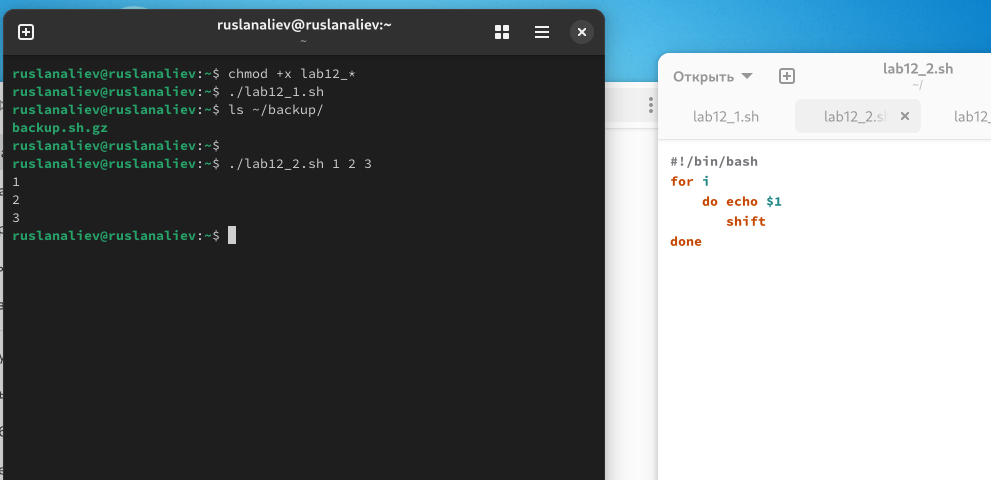 ruslanaliev@ruslanaliev:~
~
ruslanaliev@ruslanaliev:~$ chmod +x lab12_*
ruslanaliev@ruslanaliev:~$ ./lab12_1.sh
ruslanaliev@ruslanaliev:~$ ls ~/backup/
backup.sh.gz
ruslanaliev@ruslanaliev:~$
ruslanaliev@ruslanaliev:~$ ./lab12_2.sh 1 2 3
1
2
3
ruslanaliev@ruslanaliev:~$
Открыть
lab12_2.sh
~/
lab12_1.sh
lab12_2.sh
lab12_
#!/bin/bash
for i
do echo $1
shift
done